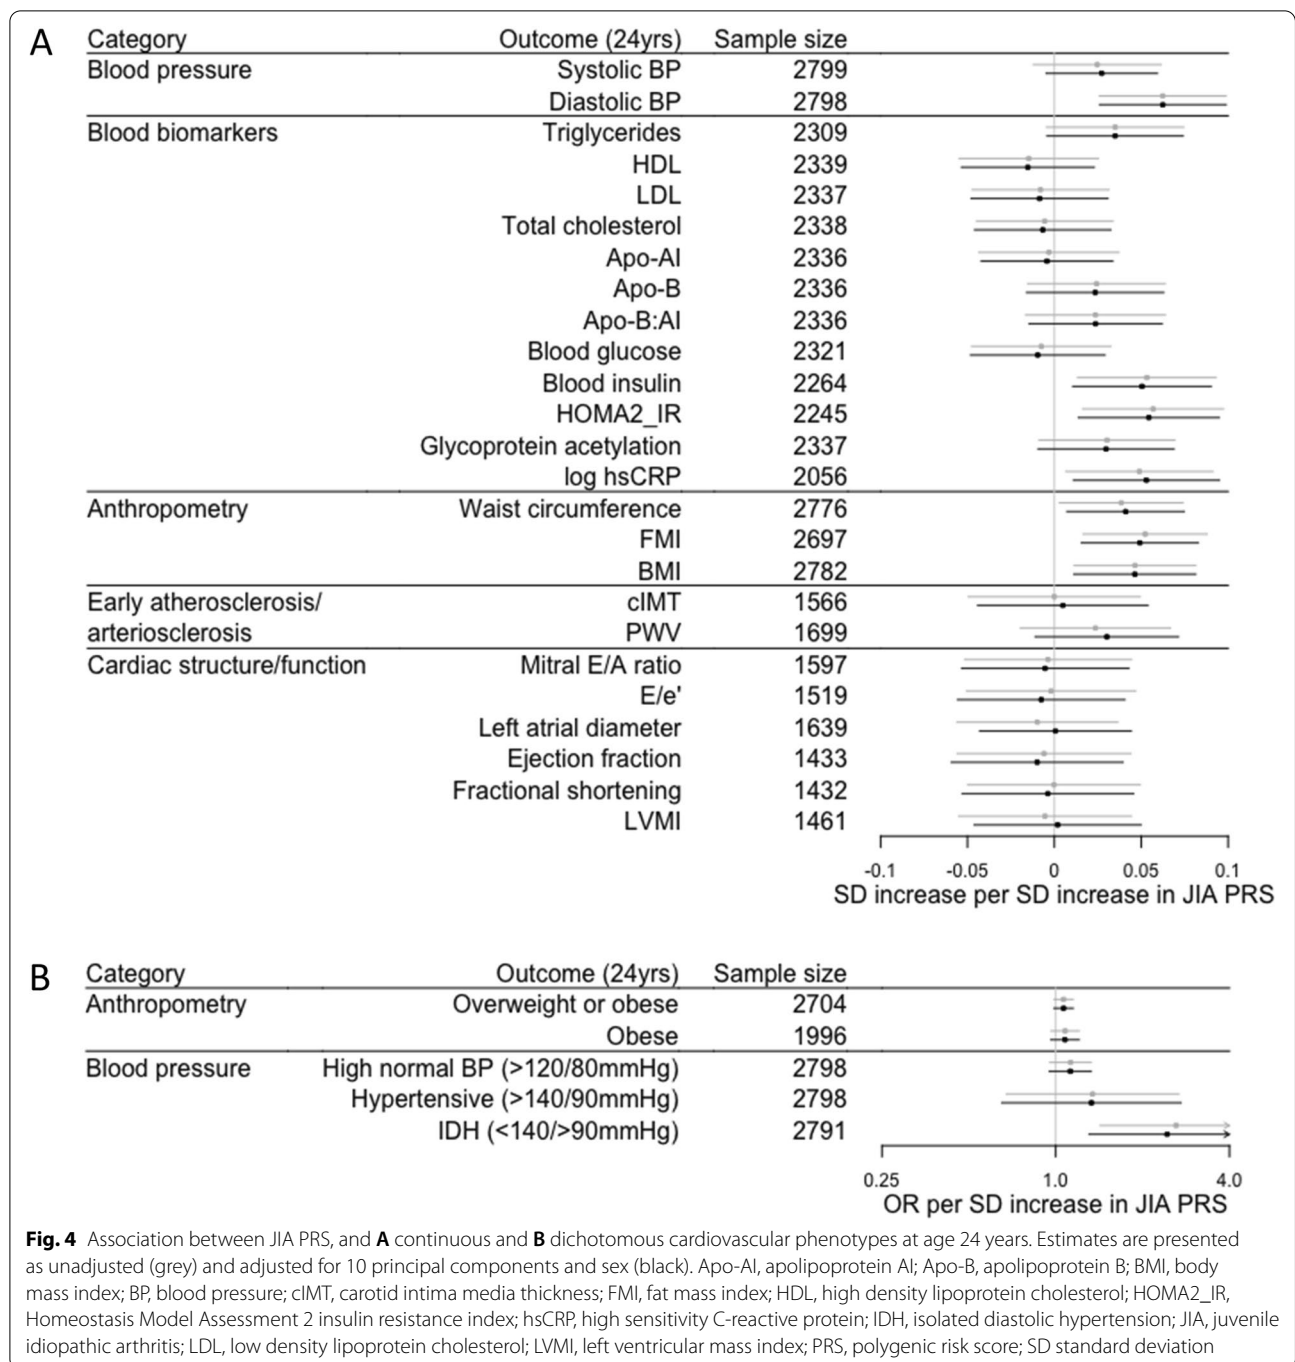 A Category Outcome (24yrs) Sample size
Blood pressure Systolic BP 2799
Diastolic BP 2798
Blood biomarkers Triglycerides 2309
HDL 2339
LDL 2337
Total cholesterol 2338
Apo-AI 2336
Apo-B 2336
Apo-B:AI 2336
Blood glucose 2321
Blood insulin 2264
HOMA2_IR 2245
Glycoprotein acetylation 2337
log hsCRP 2056
Anthropometry Waist circumference 2776
FMI 2697
BMI 2782
Early atherosclerosis/ cIMT 1566
arteriosclerosis PWV 1699
Cardiac structure/function Mitral E/A ratio 1597
E/e' 1519
Left atrial diameter 1639
Ejection fraction 1433
Fractional shortening 1432
LVMI 1461
-0.1 -0.05 0 0.05 0.1
SD increase per SD increase in JIA PRS
B Category Outcome (24yrs) Sample size
Anthropometry Overweight or obese 2704
Obese 1996
Blood pressure High normal BP (>120/80mmHg) 2798
Hypertensive (>140/90mmHg) 2798
IDH (<140/>90mmHg) 2791
0.25 1.0 4.0
OR per SD increase in JIA PRS
Fig. 4 Association between JIA PRS, and A continuous and B dichotomous cardiovascular phenotypes at age 24 years. Estimates are presented
as unadjusted (grey) and adjusted for 10 principal components and sex (black). Apo-AI, apolipoprotein AI; Apo-B, apolipoprotein B; BMI, body
mass index; BP, blood pressure; cIMT, carotid intima media thickness; FMI, fat mass index; HDL, high density lipoprotein cholesterol; HOMA2_IR,
Homeostasis Model Assessment 2 insulin resistance index; hsCRP, high sensitivity C-reactive protein; IDH, isolated diastolic hypertension; JIA, juvenile
idiopathic arthritis; LDL, low density lipoprotein cholesterol; LVMI, left ventricular mass index; PRS, polygenic risk score; SD standard deviation